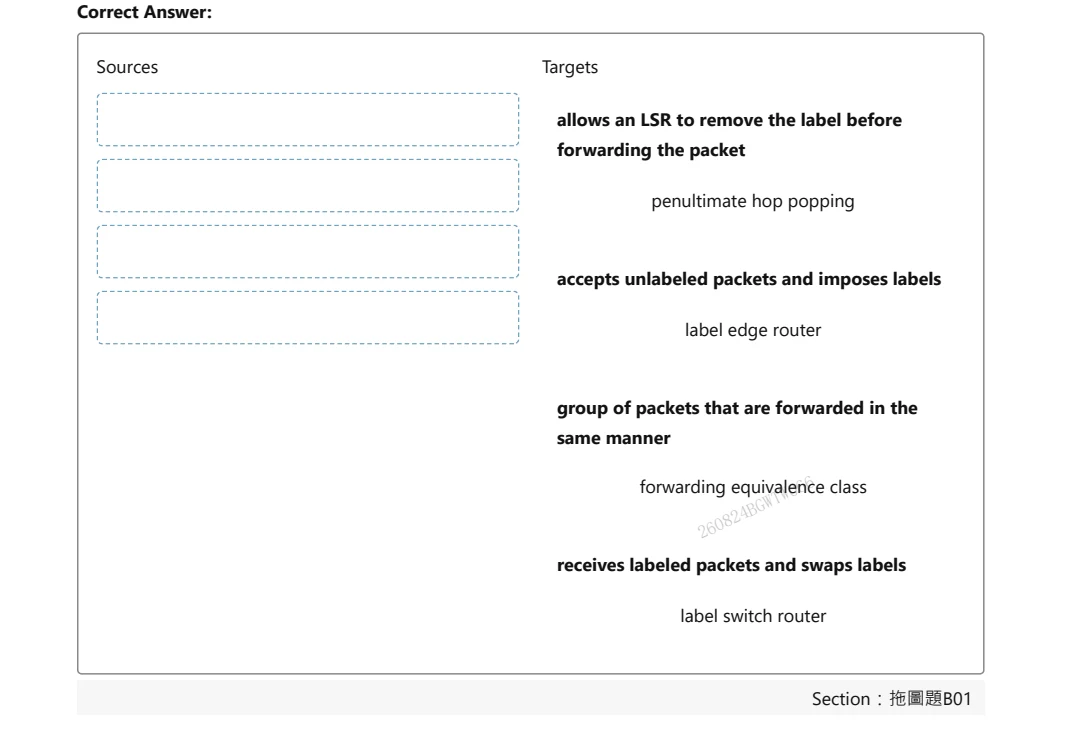 Correct Answer:
Sources
Targets
allows an LSR to remove the label before
forwarding the packet
penultimate hop popping
accepts unlabeled packets and imposes labels
label edge router
group of packets that are forwarded in the
same manner
forwarding equivalence class
receives labeled packets and swaps labels
label switch router
Section：拖圖題B01